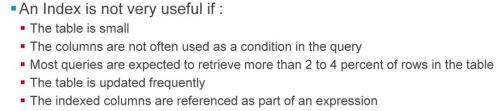 An Index is not very useful if :
The table is small
The columns are not often used as a condition in the query
Most queries are expected to retrieve more than 2 to 4 percent of rows in the table
The table is updated frequently
The indexed columns are referenced as part of an expression